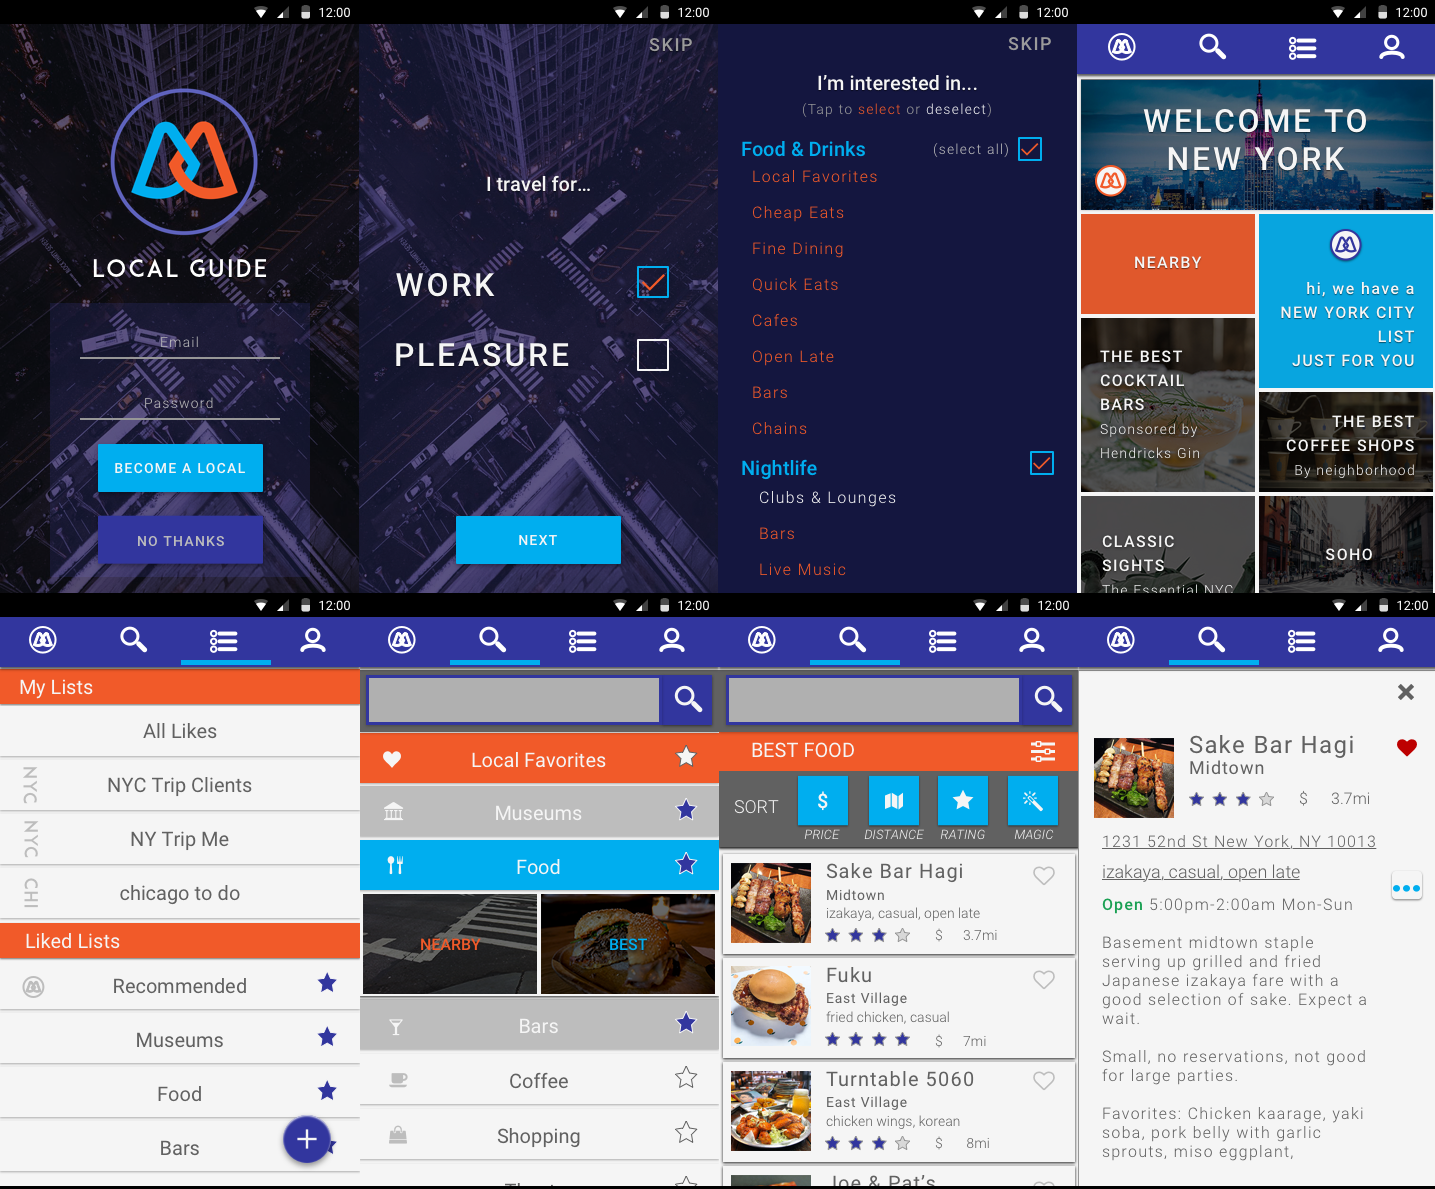 12:00
LOCAL GUIDE
Email
Password
BECOME A LOCAL
NO THANKS
12:00
SKIP
I travel for...
WORK
PLEASURE
NEXT
12:00
SKIP
I'm interested in...
(Tap to select or deselect)
Food & Drinks
(select all)
Local Favorites
Cheap Eats
Fine Dining
Quick Eats
Cafes
Open Late
Bars
Chains
Nightlife
Clubs & Lounges
Bars
Live Music
12:00
WELCOME TO
NEW YORK
NEARBY
hi, we have a
NEW YORK CITY
LIST
JUST FOR YOU
THE BEST
COCKTAIL
BARS
Sponsored by
Hendricks Gin
THE BEST
COFFEE SHOPS
By neighborhood
CLASSIC
SIGHTS
The Essential NYC
SOHO
12:00
My Lists
All Likes
NYC
NYC Trip Clients
NYC
NY Trip Me
CHI
chicago to do
Liked Lists
Recommended
Museums
Food
Bars
12:00
Local Favorites
Museums
Food
NEARBY
BEST
Bars
Coffee
Shopping
12:00
BEST FOOD
SORT
$
PRICE
DISTANCE
RATING
MAGIC
Sake Bar Hagi
Midtown
izakaya, casual, open late
$ 3.7mi
Fuku
East Village
fried chicken, casual
$ 7mi
Turntable 5060
East Village
chicken wings, korean
$ 8mi
Joe & Pat's
12:00
Sake Bar Hagi
Midtown
$ 3.7mi
1231 52nd St New York, NY 10013
izakaya, casual, open late
Open 5:00pm-2:00am Mon-Sun
Basement midtown staple
serving up grilled and fried
Japanese izakaya fare with a
good selection of sake. Expect a
wait.
Small, no reservations, not good
for large parties.
Favorites: Chicken kaarage, yaki
soba, pork belly with garlic
sprouts, miso eggplant,